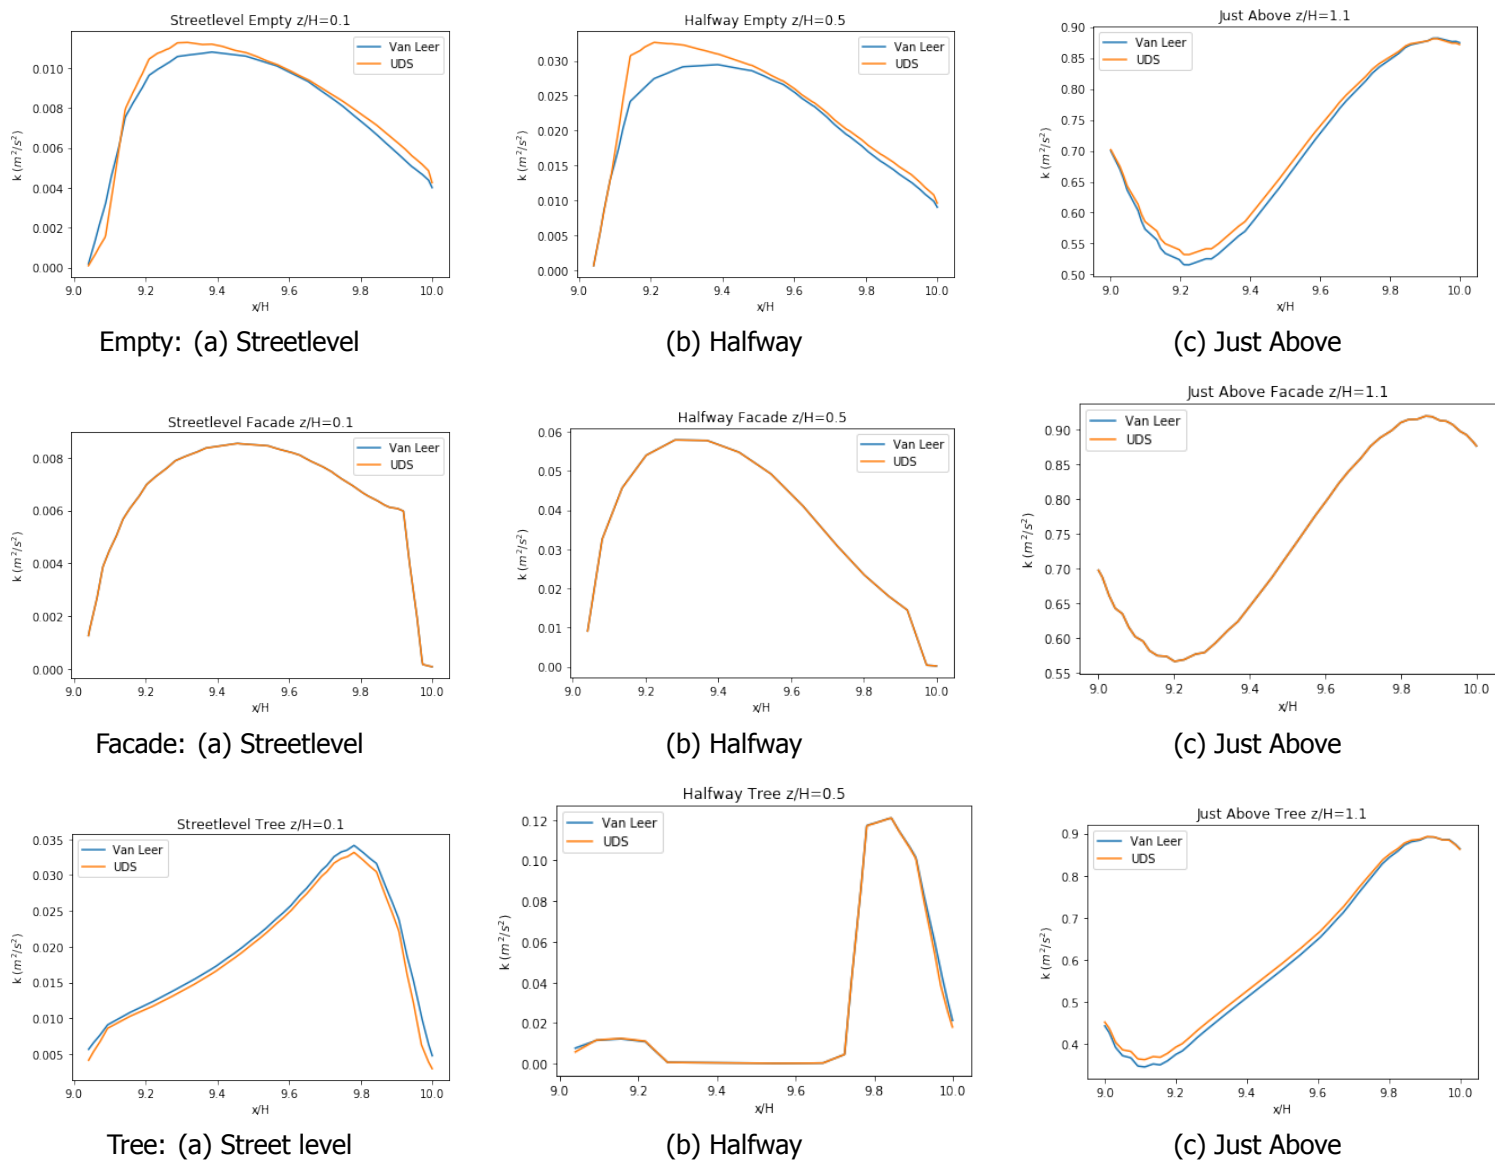 Streetlevel Empty z/H=0.1
Van Leer
UDS
k (m²/s²)
0.010
0.008
0.006
0.004
0.002
0.000
9.0 9.2 9.4 9.6 9.8 10.0
x/H
Empty: (a) Streetlevel
Halfway Empty z/H=0.5
Van Leer
UDS
k (m²/s²)
0.030
0.020
0.010
0.000
9.0 9.2 9.4 9.6 9.8 10.0
x/H
(b) Halfway
Just Above z/H=1.1
Van Leer
UDS
k (m²/s²)
0.90
0.85
0.80
0.70
0.65
0.60
0.55
0.50
9.0 9.2 9.4 9.6 9.8 10.0
x/H
(c) Just Above
Streetlevel Facade z/H=0.1
Van Leer
UDS
k (m²/s²)
0.008
0.006
0.004
0.002
0.000
9.0 9.2 9.4 9.6 9.8 10.0
x/H
Facade: (a) Streetlevel
Halfway Facade z/H=0.5
Van Leer
UDS
k (m²/s²)
0.06
0.05
0.04
0.03
0.02
0.01
0.00
9.0 9.2 9.4 9.6 9.8 10.0
x/H
(b) Halfway
Just Above Facade z/H=1.1
Van Leer
UDS
k (m²/s²)
0.90
0.85
0.80
0.70
0.65
0.60
0.55
9.0 9.2 9.4 9.6 9.8 10.0
x/H
(c) Just Above
Streetlevel Tree z/H=0.1
Van Leer
UDS
k (m²/s²)
0.035
0.030
0.025
0.020
0.015
0.010
0.005
9.0 9.2 9.4 9.6 9.8 10.0
x/H
Tree: (a) Street level
Halfway Tree z/H=0.5
Van Leer
UDS
k (m²/s²)
0.12
0.10
0.08
0.06
0.04
0.02
0.00
9.0 9.2 9.4 9.6 9.8 10.0
x/H
(b) Halfway
Just Above Tree z/H=1.1
Van Leer
UDS
k (m²/s²)
0.9
0.8
0.7
0.6
0.5
0.4
9.0 9.2 9.4 9.6 9.8 10.0
x/H
(c) Just Above